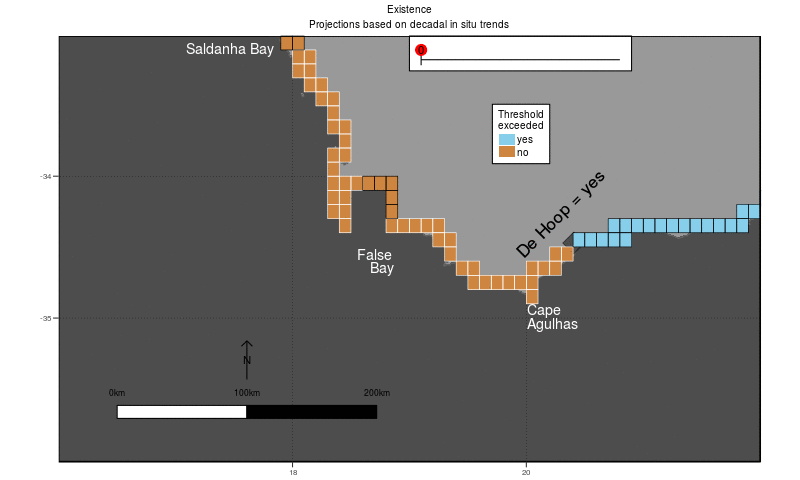 Existence
Projections based on decadal in situ trends
Saldanha Bay
0
Threshold
exceeded
yes
no
De Hoop = yes
-34
False
Bay
-35
Cape
Agulhas
N
0km 100km 200km
18 20